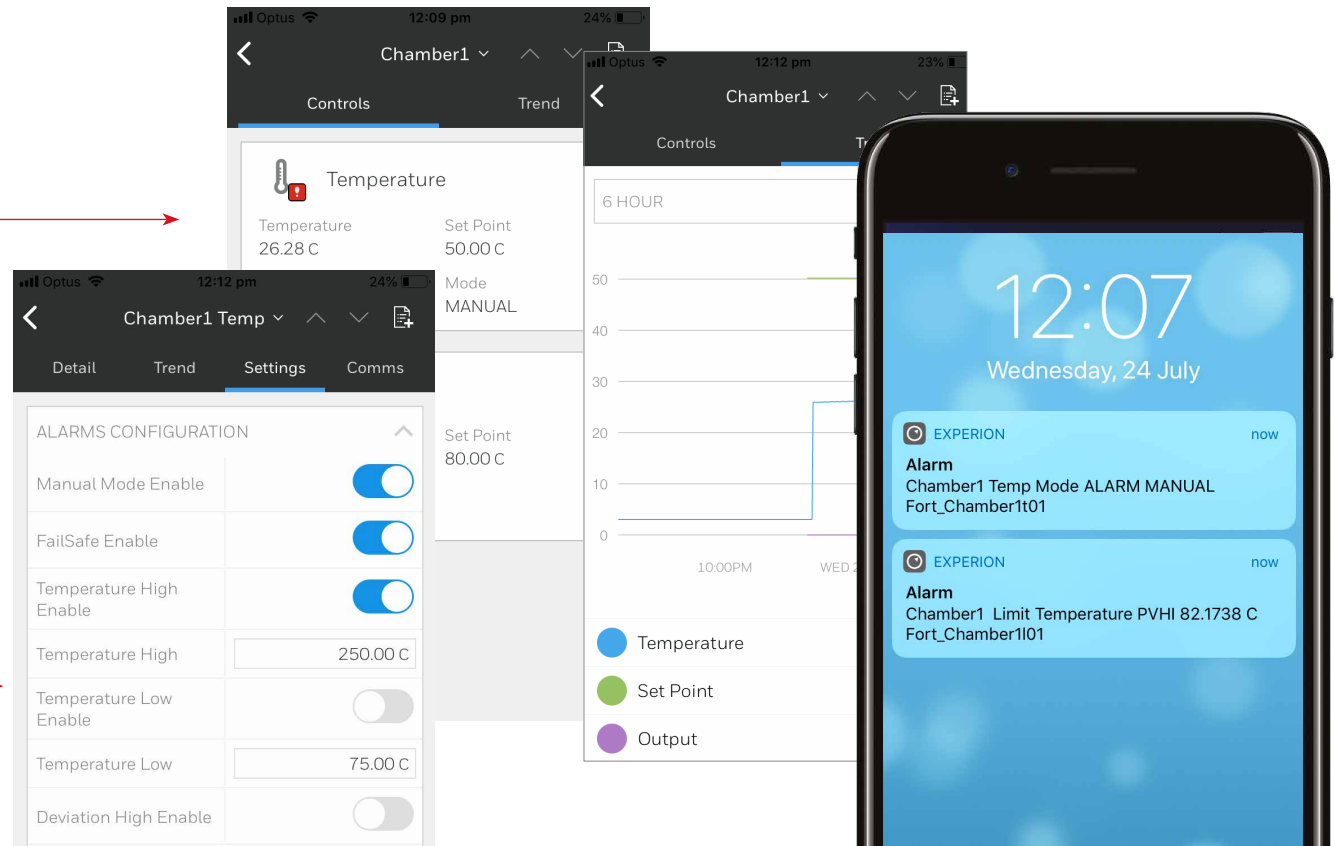 Optus 12:09 pm 24%
Chamber1
Controls Trend
Temperature
Temperature Set Point
26.28 C 50.00 C
Mode
MANUAL
Set Point
80.00 C
Optus 12:12 pm 24%
Chamber1 Temp
Detail Trend Settings Comms
ALARMS CONFIGURATION
Manual Mode Enable
FailSafe Enable
Temperature High
Enable
Temperature High 250.00 C
Temperature Low
Enable
Temperature Low 75.00 C
Deviation High Enable
Optus 12:12 pm 23%
Chamber1
Controls
6 HOUR
50
40
30
20
10
0
10:00PM WED
Temperature
Set Point
Output
12:07
Wednesday, 24 July
EXPERION now
Alarm
Chamber1 Temp Mode ALARM MANUAL
Fort_Chamber1t01
EXPERION now
Alarm
Chamber1 Limit Temperature PVHI 82.1738 C
Fort_Chamber1l01